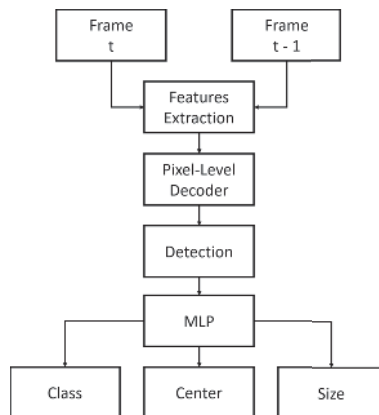 Frame
t
Frame
t - 1
Features
Extraction
Pixel-Level
Decoder
Detection
MLP
Class
Center
Size